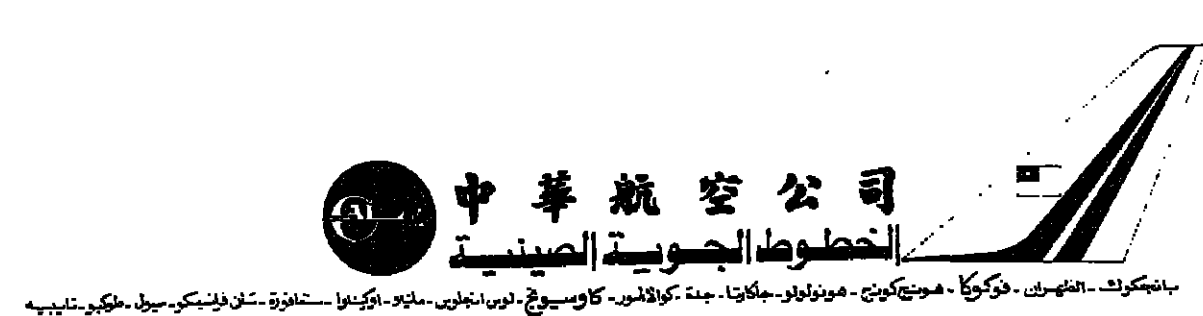 中華航空公司
الخطوط الجوية الصينية
بانجكوك - الظهران - فوكوكا - هونج كونج - هونولولو - جاكارتا - جدة - كوالالمبور - كاوسيونج - لوس انجلوس - مانيلا - اوكيناوا - سنغافورة - سان فرنسيسكو - سيول - طوكيو - تايبيه